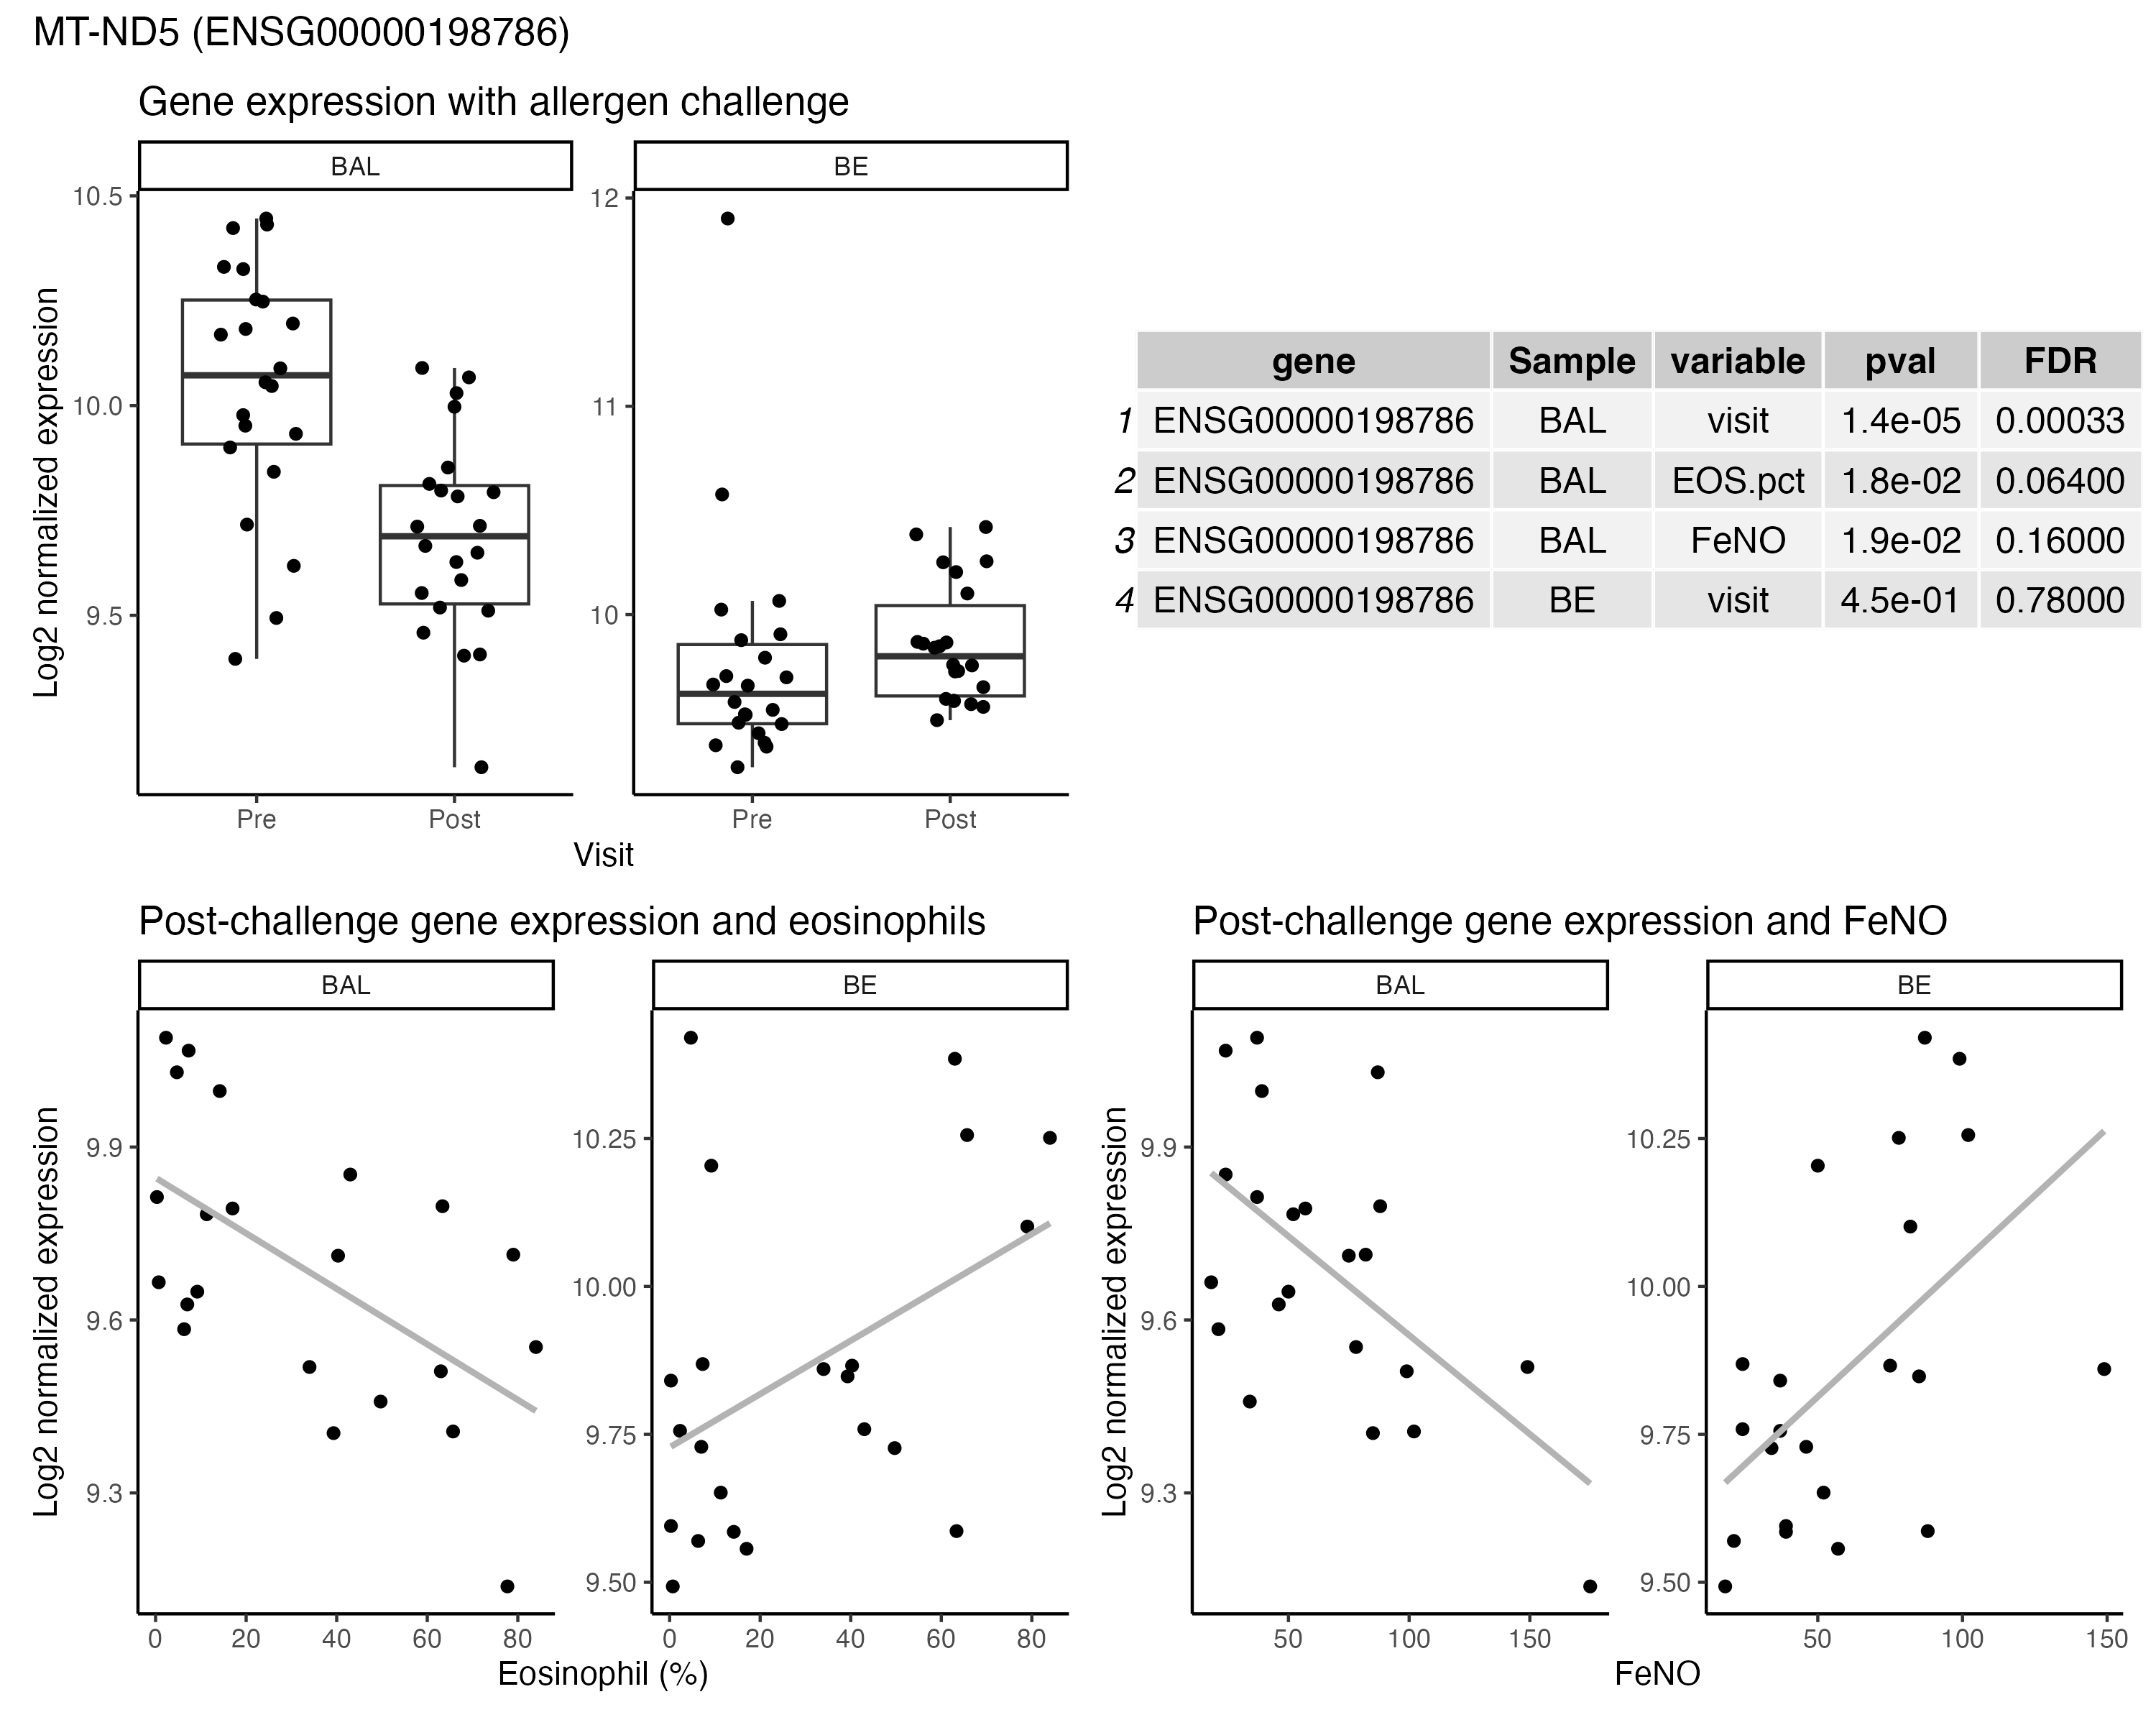 MT-ND5 (ENSG00000198786)
Gene expression with allergen challenge
BAL
BE
Log2 normalized expression
10.5
10.0
9.5
12
11
10
Pre
Post
Pre
Post
Visit
gene Sample variable pval FDR
1 ENSG00000198786 BAL visit 1.4e-05 0.00033
2 ENSG00000198786 BAL EOS.pct 1.8e-02 0.06400
3 ENSG00000198786 BAL FeNO 1.9e-02 0.16000
4 ENSG00000198786 BE visit 4.5e-01 0.78000
Post-challenge gene expression and eosinophils
BAL
BE
Log2 normalized expression
9.9
9.6
9.3
10.25
10.00
9.75
9.50
0 20 40 60 80
0 20 40 60 80
Eosinophil (%)
Post-challenge gene expression and FeNO
BAL
BE
Log2 normalized expression
9.9
9.6
9.3
10.25
10.00
9.75
9.50
50 100 150
50 100 150
FeNO